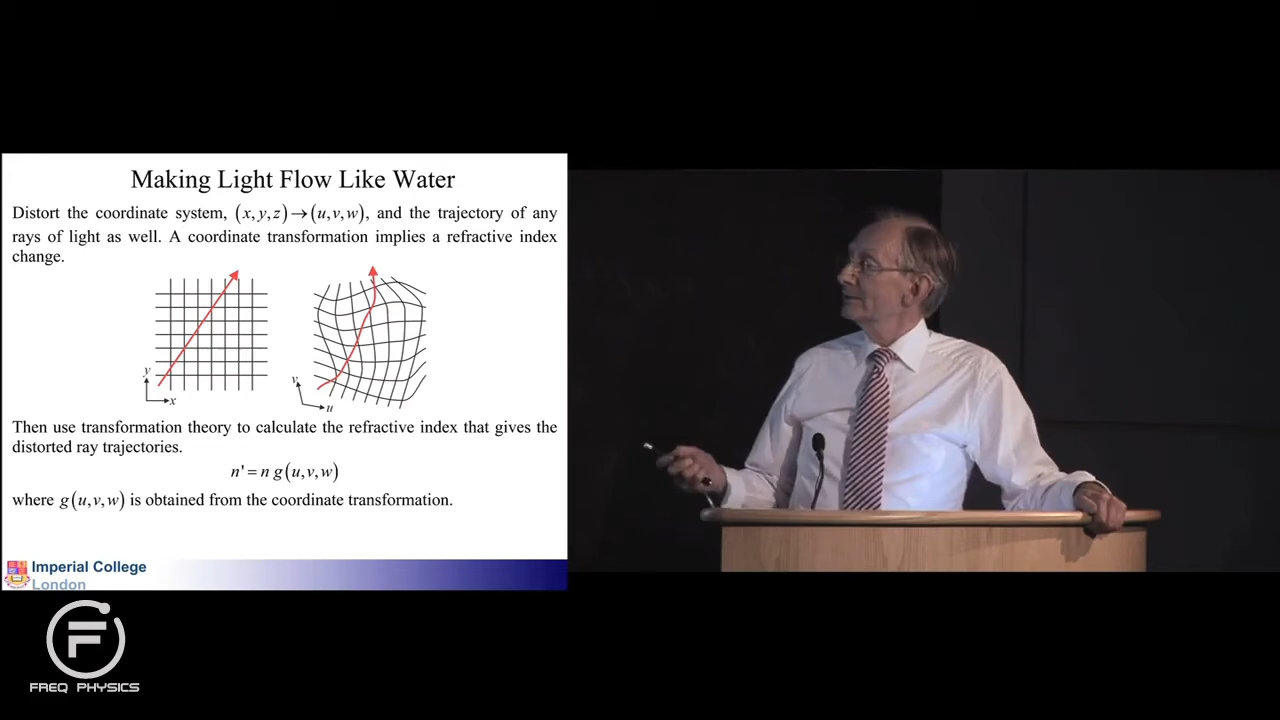 Making Light Flow Like Water
Distort the coordinate system, (x, y, z) → (u, v, w), and the trajectory of any
rays of light as well. A coordinate transformation implies a refractive index
change.
y
x
v
u
Then use transformation theory to calculate the refractive index that gives the
distorted ray trajectories.
n' = n g(u, v, w)
where g(u, v, w) is obtained from the coordinate transformation.
Imperial College
London
F
FREQ PHYSICS